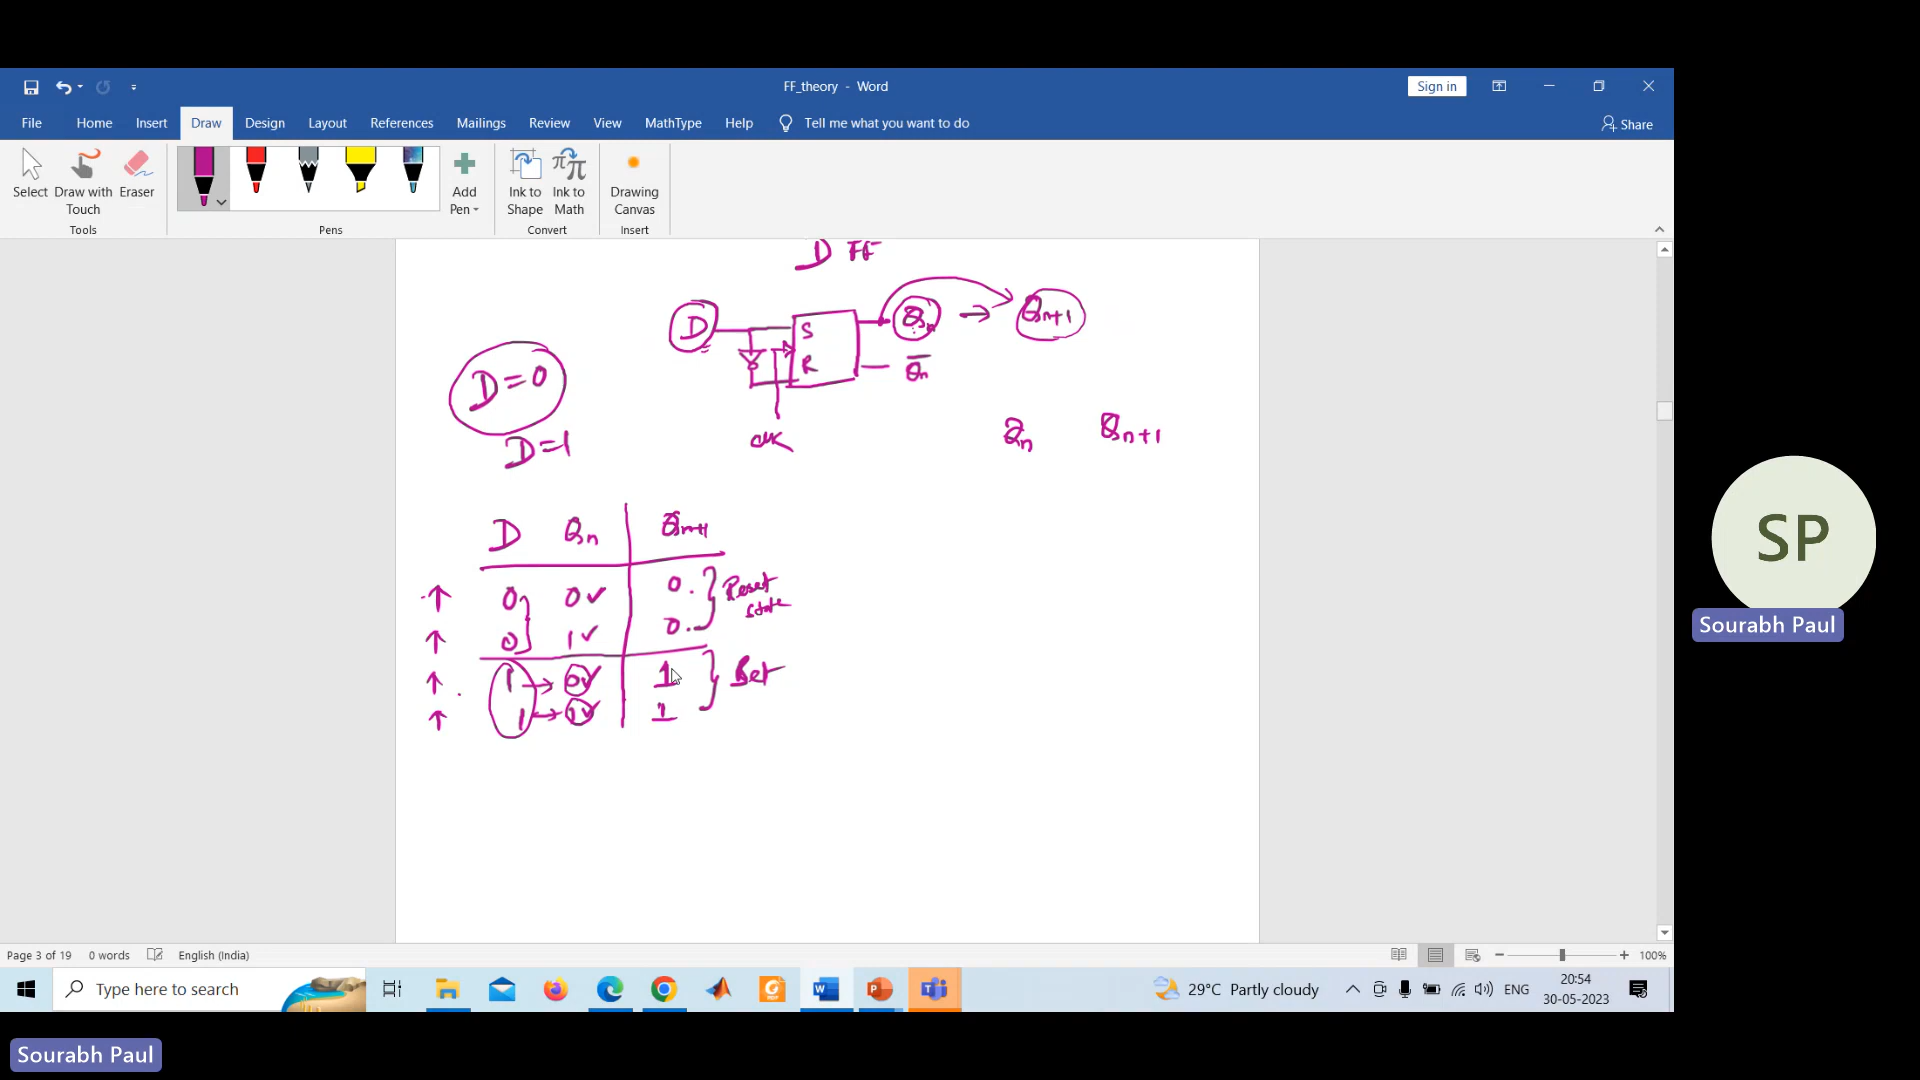 FF_theory - Word
Sign in
File Home Insert Draw Design Layout References Mailings Review View MathType Help Tell me what you want to do
Share
Select Draw with Touch Eraser
Add Pen
Ink to Shape Ink to Math
Drawing Canvas
Tools Pens Convert Insert
D FF
D S Qn → Qn+1
R Q̅n
clk
D=0
D=1
Qn Qn+1
D Qn Qn+1
↑ 0 0✓ 0 Reset state
↑ 0 1✓ 0
↑ 1 → 0✓ 1 Set
↑ 1 → 1✓ 1
SP
Sourabh Paul
Page 3 of 19 0 words English (India) 100%
Type here to search
29°C Partly cloudy ENG 20:54
30-05-2023
Sourabh Paul